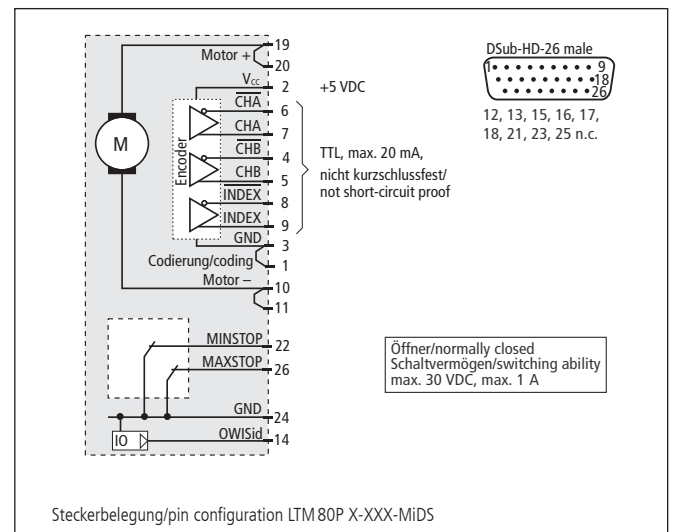 Motor + 19
20
Vcc 2 +5 VDC
CHA 6
CHA 7
CHB 4
CHB 5
INDEX 8
INDEX 9
GND 3
Codierung/coding 1
Motor – 10
11
M
Encoder
TTL, max. 20 mA,
nicht kurzschlussfest/
not short-circuit proof
DSub-HD-26 male
1 9
18
26
12, 13, 15, 16, 17,
18, 21, 23, 25 n.c.
MINSTOP 22
MAXSTOP 26
GND 24
IO OWISid 14
Öffner/normally closed
Schaltvermögen/switching ability
max. 30 VDC, max. 1 A
Steckerbelegung/pin configuration LTM 80P X-XXX-MiDS